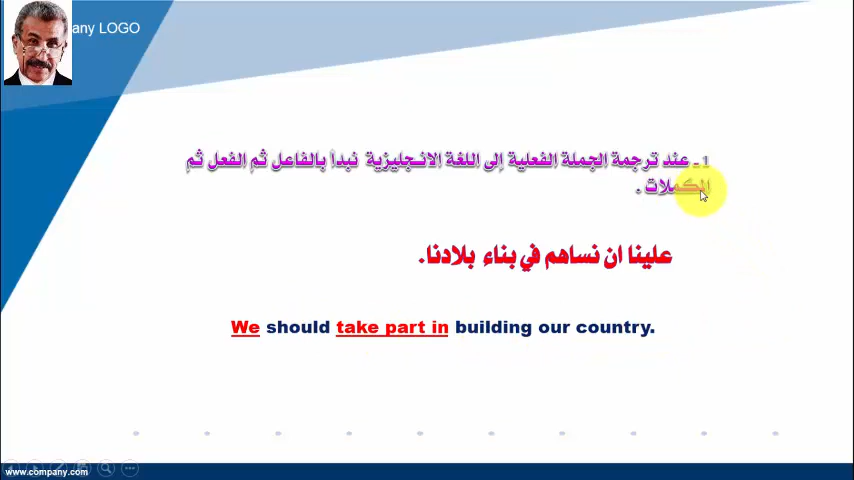 any LOGO
1- عند ترجمة الجملة الفعلية إلى اللغة الانجليزية نبدأ بالفاعل ثم الفعل ثم
المكملات .
علينا ان نساهم في بناء بلادنا.
We should take part in building our country.
www.company.com